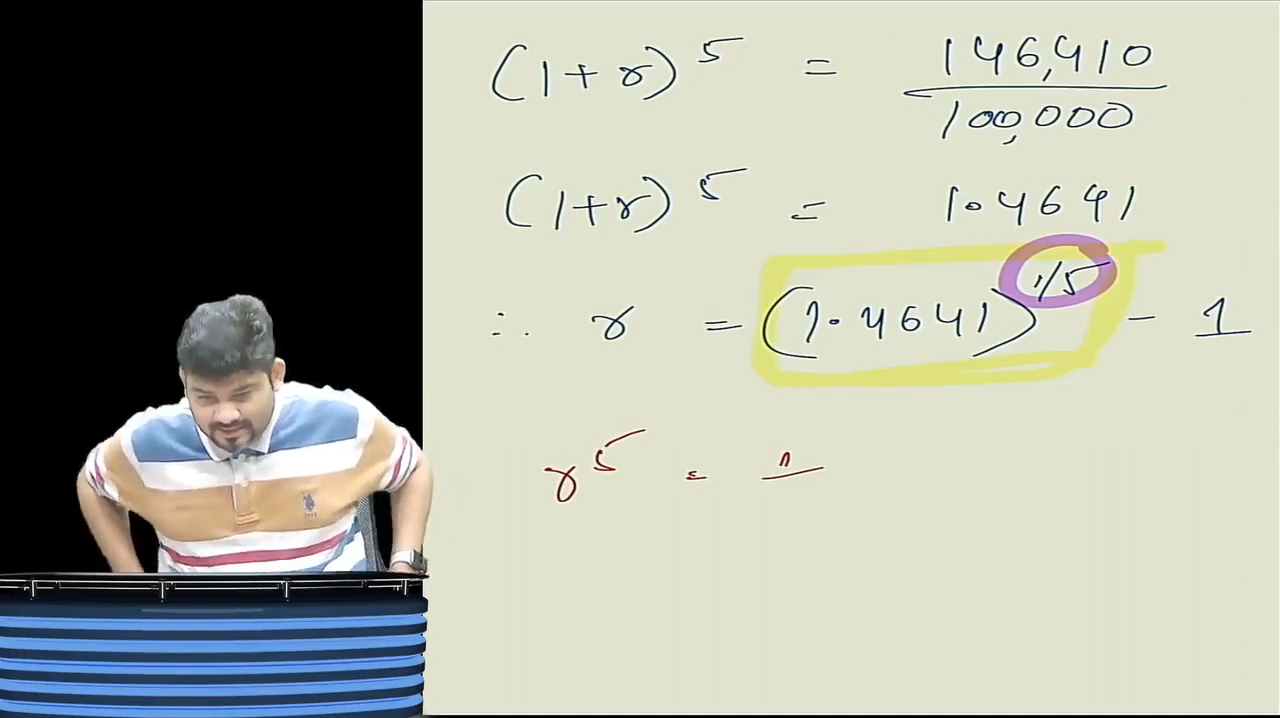 (1+r)^5 = 146,410 / 100,000
(1+r)^5 = 1.4641
∴ r = (1.4641)^1/5 - 1
r^5 =